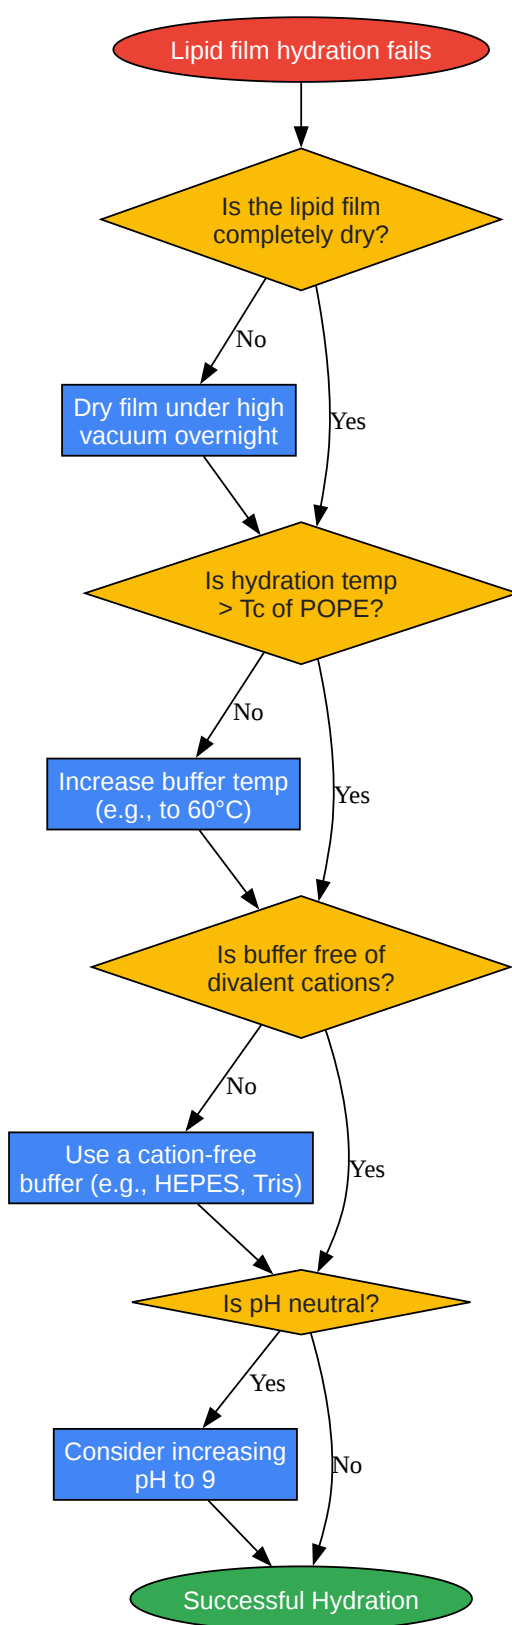 Lipid film hydration fails
Is the lipid film
completely dry?
No
Yes
Dry film under high
vacuum overnight
Is hydration temp
> Tc of POPE?
No
Yes
Increase buffer temp
(e.g., to 60°C)
Is buffer free of
divalent cations?
No
Yes
Use a cation-free
buffer (e.g., HEPES, Tris)
Is pH neutral?
Yes
No
Consider increasing
pH to 9
Successful Hydration